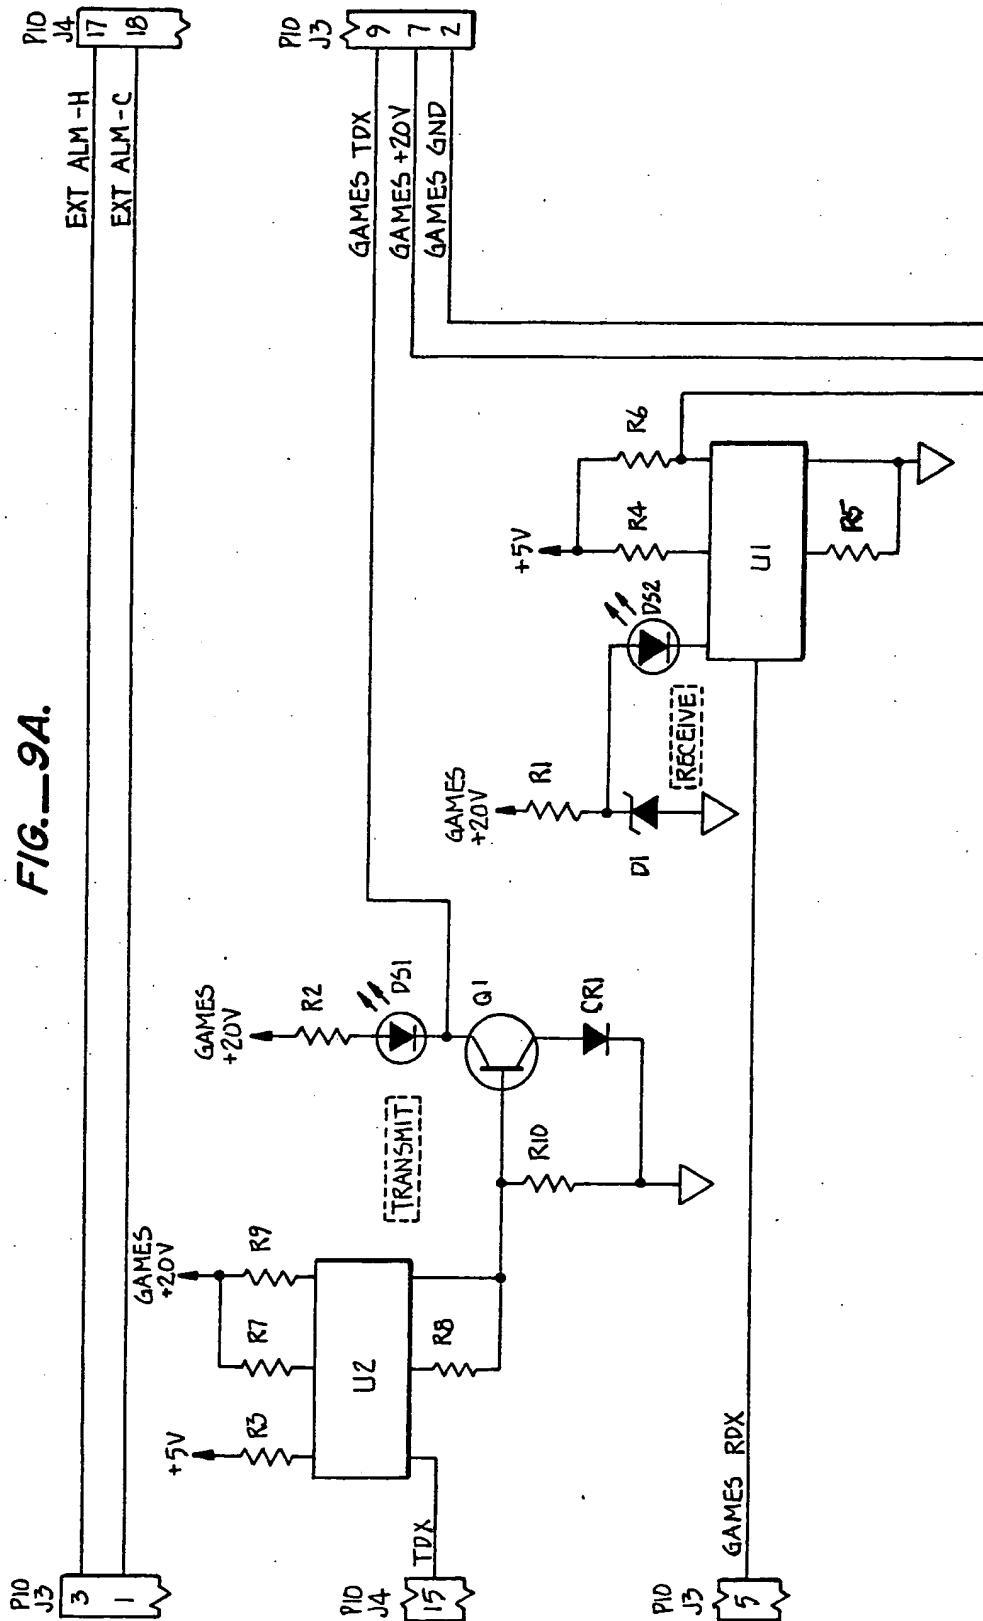 FIG._9A.
PIO
J3
3
1
EXT ALM-H
EXT ALM-C
PIO
J4
17
18
PIO
J4
15
TDX
+5V
R3
GAMES
+20V
R7
R9
U2
R8
TRANSMIT
R10
GAMES
+20V
R2
DS1
Q1
CR1
GAMES TDX
GAMES +20V
GAMES GND
PIO
J3
9
7
2
PIO
J3
5
GAMES RDX
GAMES
+20V
R1
D1
RECEIVE
DS2
+5V
R4
R6
U1
R5